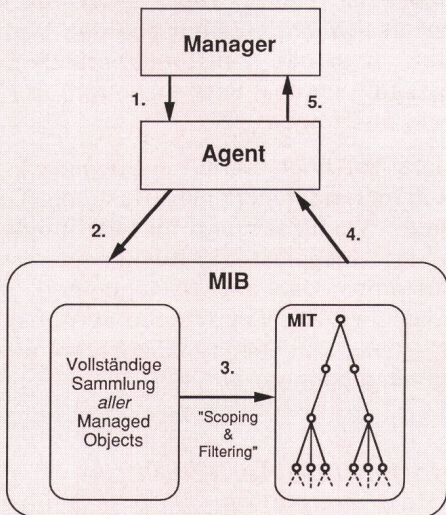 Manager
1.
5.
Agent
2.
4.
MIB
Vollständige
Sammlung
aller
Managed
Objects
3.
"Scoping
&
Filtering"
MIT